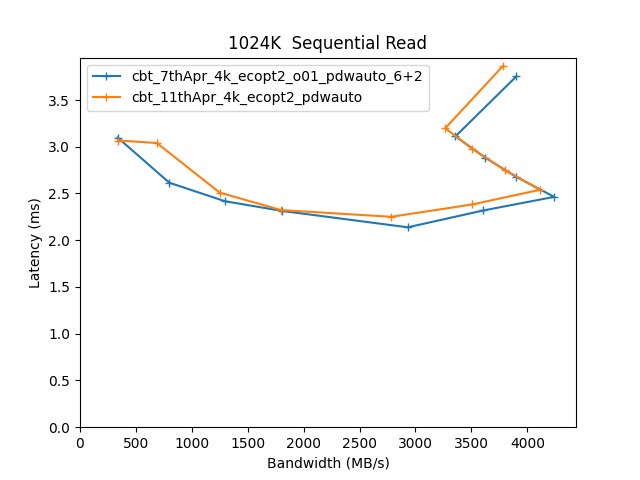 1024K  Sequential Read
cbt_7thApr_4k_ecopt2_o01_pdwauto_6+2
cbt_11thApr_4k_ecopt2_pdwauto
3.5
3.0
2.5
2.0
1.5
1.0
0.5
0.0
Latency (ms)
0 500 1000 1500 2000 2500 3000 3500 4000
Bandwidth (MB/s)